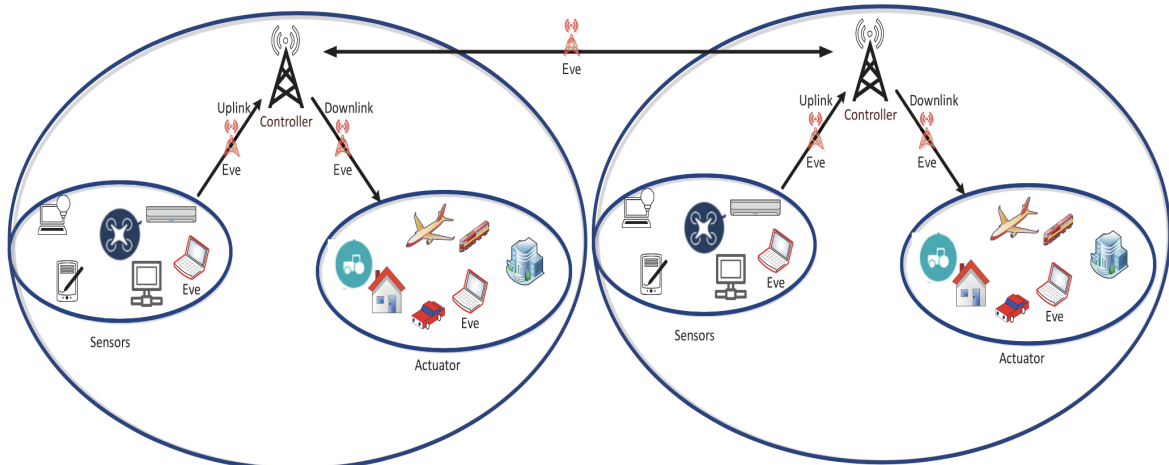 Eve
Uplink
Downlink
Controller
Eve
Eve
Eve
Sensors
Eve
Actuator
Uplink
Downlink
Controller
Eve
Eve
Eve
Sensors
Eve
Actuator